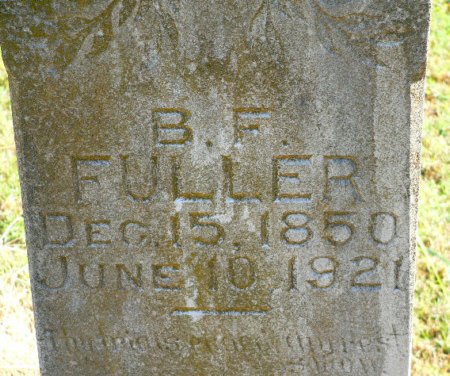 B. F.
FULLER
DEC. 15, 1850
JUNE 10, 1921